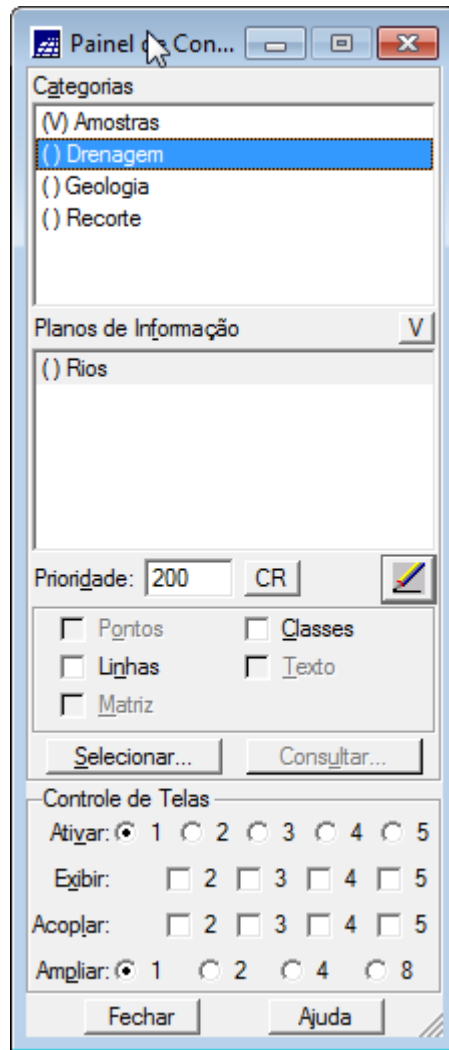 Painel de Con...
Categorias
(V) Amostras
( ) Drenagem
( ) Geologia
( ) Recorte
Planos de Informação V
( ) Rios
Prioridade: 200 CR
Pontos Classes
Linhas Texto
Matriz
Selecionar... Consultar...
Controle de Telas
Ativar: 1 2 3 4 5
Exibir: 2 3 4 5
Acoplar: 2 3 4 5
Ampliar: 1 2 4 8
Fechar Ajuda